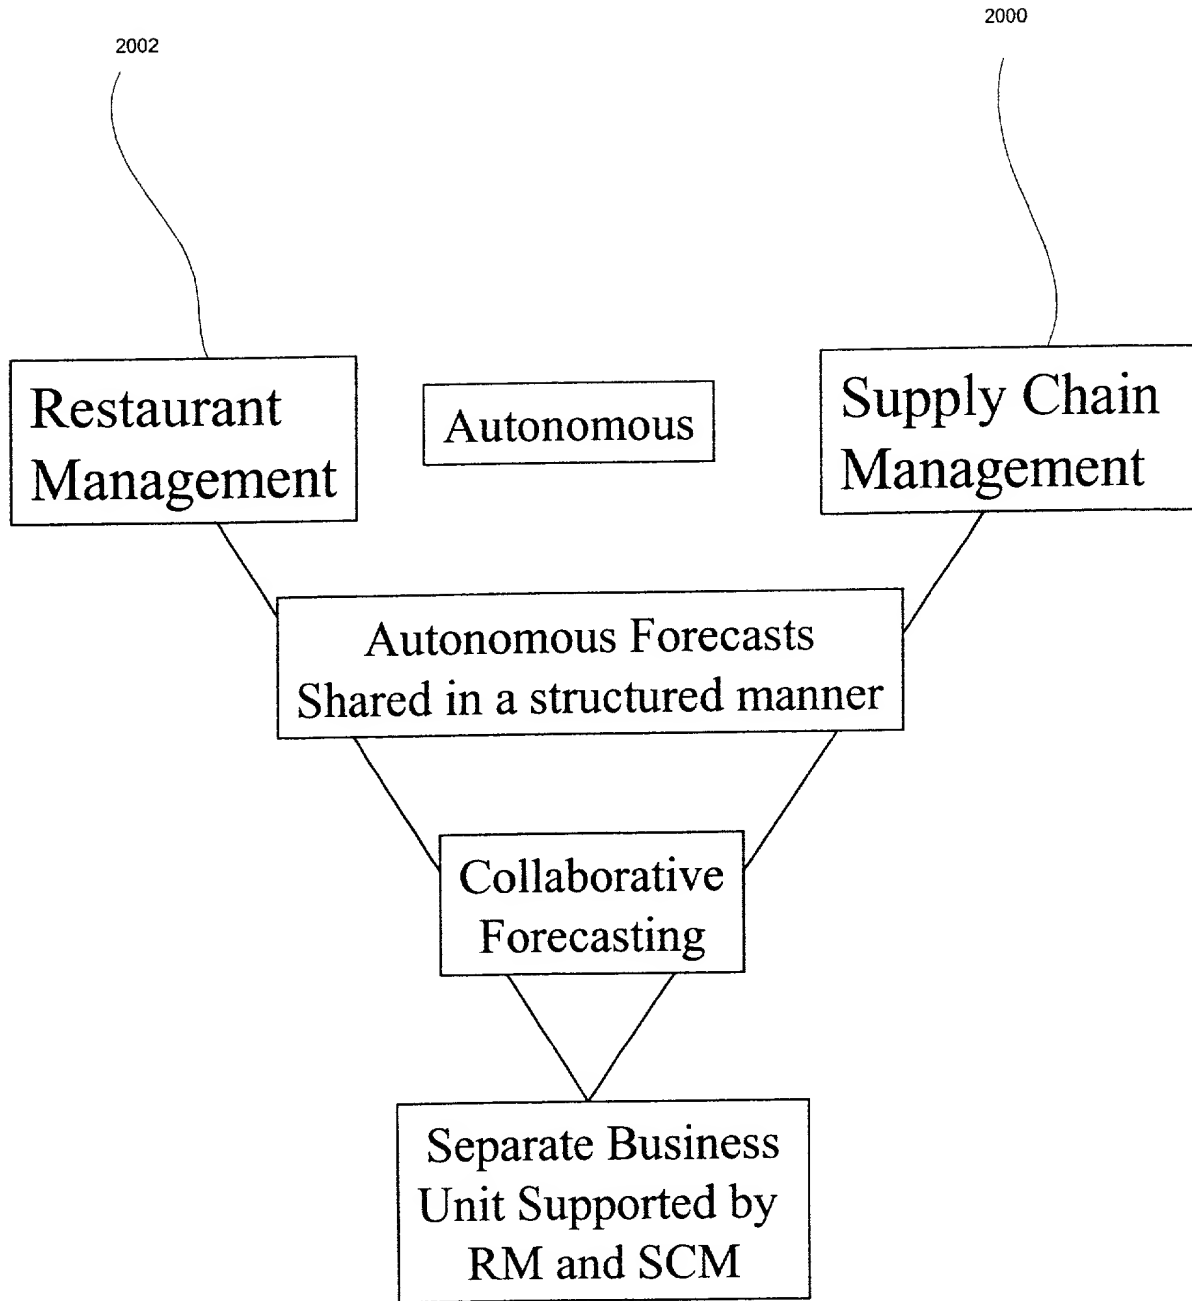 2002
2000
Restaurant
Management
Autonomous
Supply Chain
Management
Autonomous Forecasts
Shared in a structured manner
Collaborative
Forecasting
Separate Business
Unit Supported by
RM and SCM